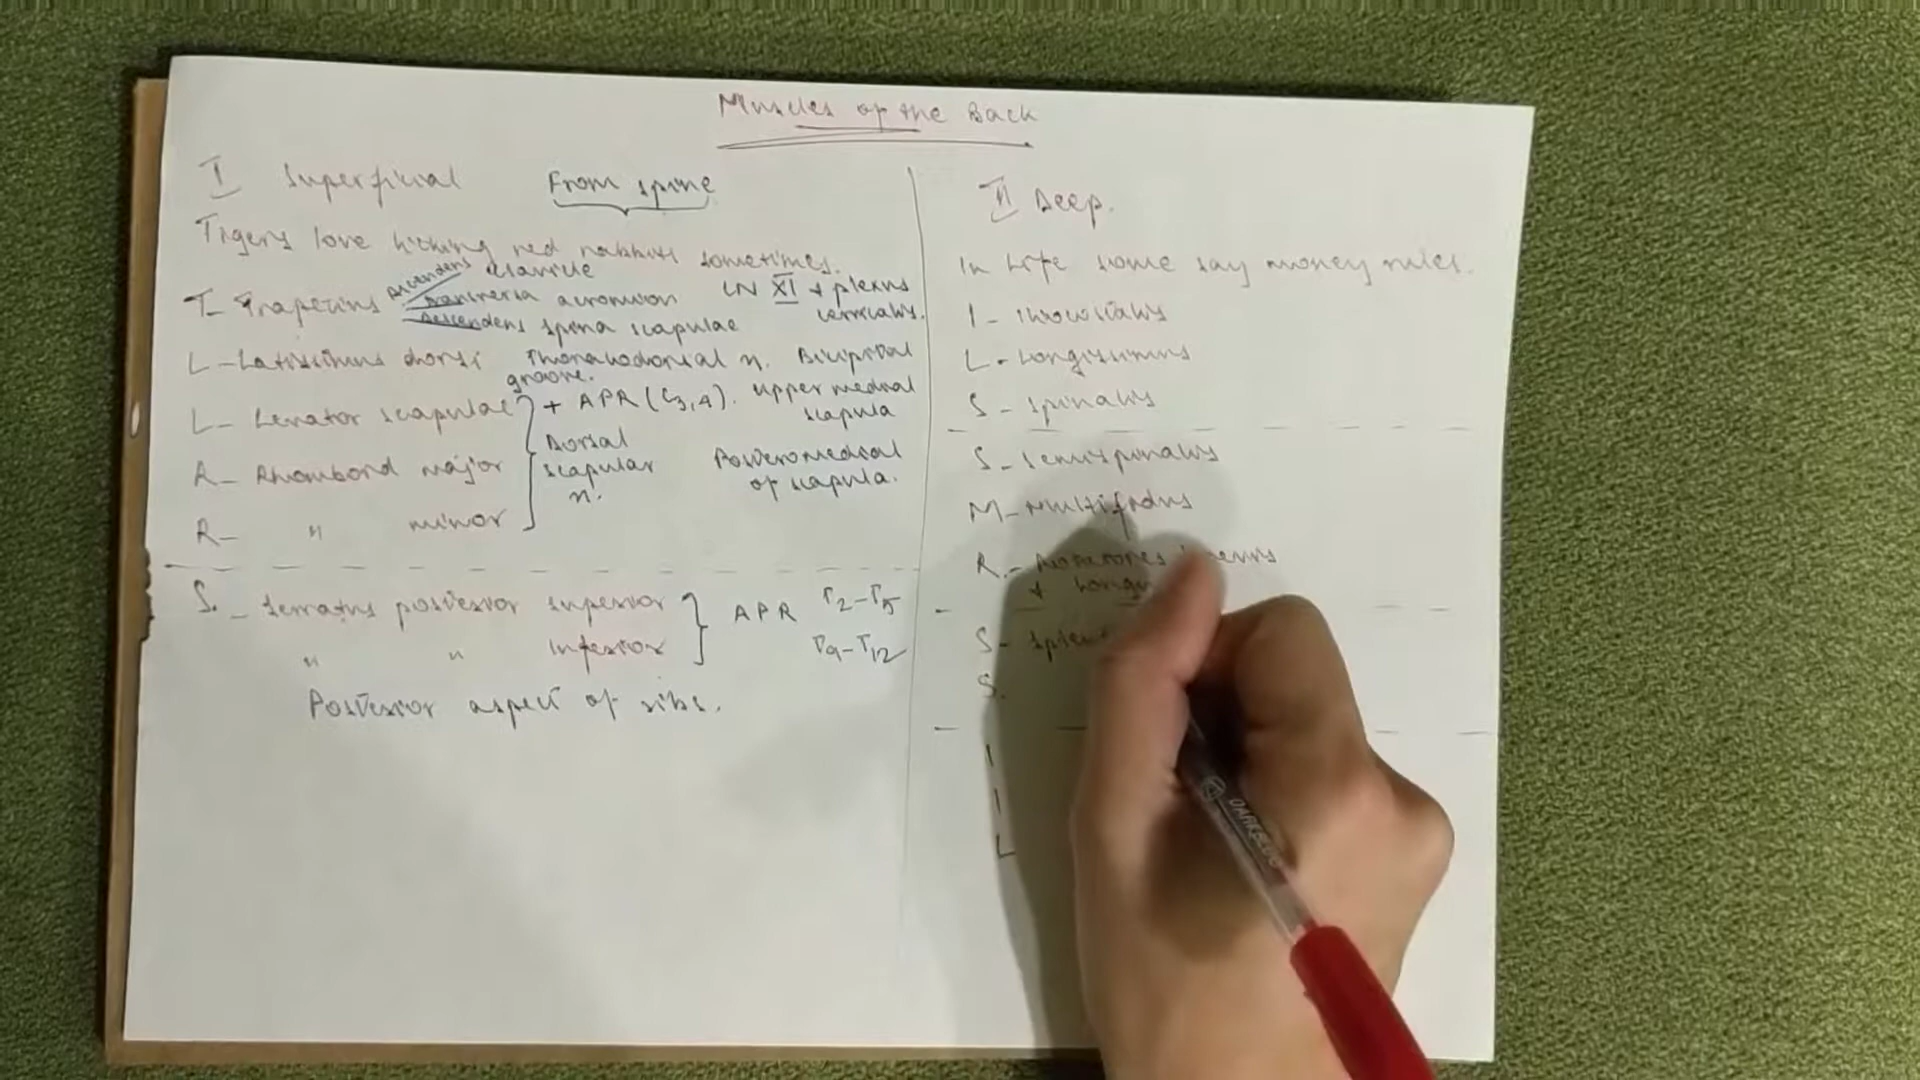 Muscles of the Back
I Superficial From spine
Tigers love kicking red rabbits sometimes.
T- Trapezius Ascendens clavicle
transversa acromion CN XI + plexus
Descendens spina scapulae cervicalis.
L- Latissimus dorsi Thoracodorsal n. Bicipital
groove.
L- Levator scapulae + APR (C3,4). upper medial
scapula
R- Rhomboid major Dorsal scapular n. Posteromedial
of scapula.
R- " minor
S.- Serratus posterior superior APR T2-T5
" " Inferior T9-T12
Posterior aspect of ribs.
II Deep.
In life some say money rules.
I- Iliocostalis
L- Longissimus
S- Spinalis
S- Semispinalis
M- Multifidus
R.- Rotatores
+
S-
S.
I
I
L